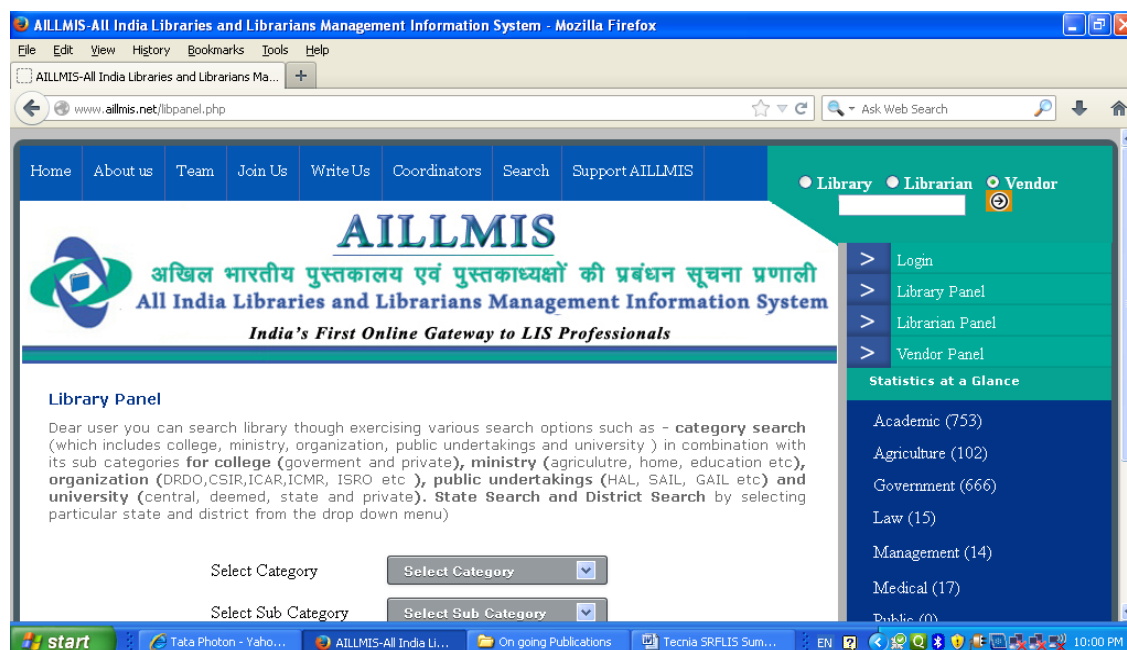 AILLMIS-All India Libraries and Librarians Management Information System - Mozilla Firefox
File Edit View History Bookmarks Tools Help
AILLMIS-All India Libraries and Librarians Ma... +
www.aillmis.net/libpanel.php Ask Web Search
Home About us Team Join Us Write Us Coordinators Search Support AILLMIS
Library Librarian Vendor
AILLMIS
अखिल भारतीय पुस्तकालय एवं पुस्तकाध्यक्षों की प्रबंधन सूचना प्रणाली
All India Libraries and Librarians Management Information System
India's First Online Gateway to LIS Professionals
> Login
> Library Panel
> Librarian Panel
> Vendor Panel
Statistics at a Glance
Academic (753)
Agriculture (102)
Government (666)
Law (15)
Management (14)
Medical (17)
Public (0)
Library Panel
Dear user you can search library though exercising various search options such as - category search
(which includes college, ministry, organization, public undertakings and university ) in combination with
its sub categories for college (goverment and private), ministry (agriculutre, home, education etc),
organization (DRDO,CSIR,ICAR,ICMR, ISRO etc ), public undertakings (HAL, SAIL, GAIL etc) and
university (central, deemed, state and private). State Search and District Search by selecting
particular state and district from the drop down menu)
Select Category Select Category
Select Sub Category Select Sub Category
start Tata Photon - Yaho... AILLMIS-All India Li... On going Publications Tecnia SRFLIS Sum... EN 10:00 PM